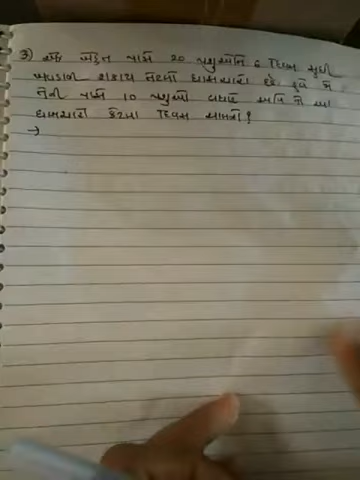 3) એક ખેડૂત પાસે 20 પશુઓને 6 દિવસ સુધી
ખવડાવી શકાય તેટલો ઘાસચારો છે. હવે જો
તેની પાસે 10 પશુઓ વધારે આવે તો આ
ઘાસચારો કેટલા દિવસ ચાલશે?
→